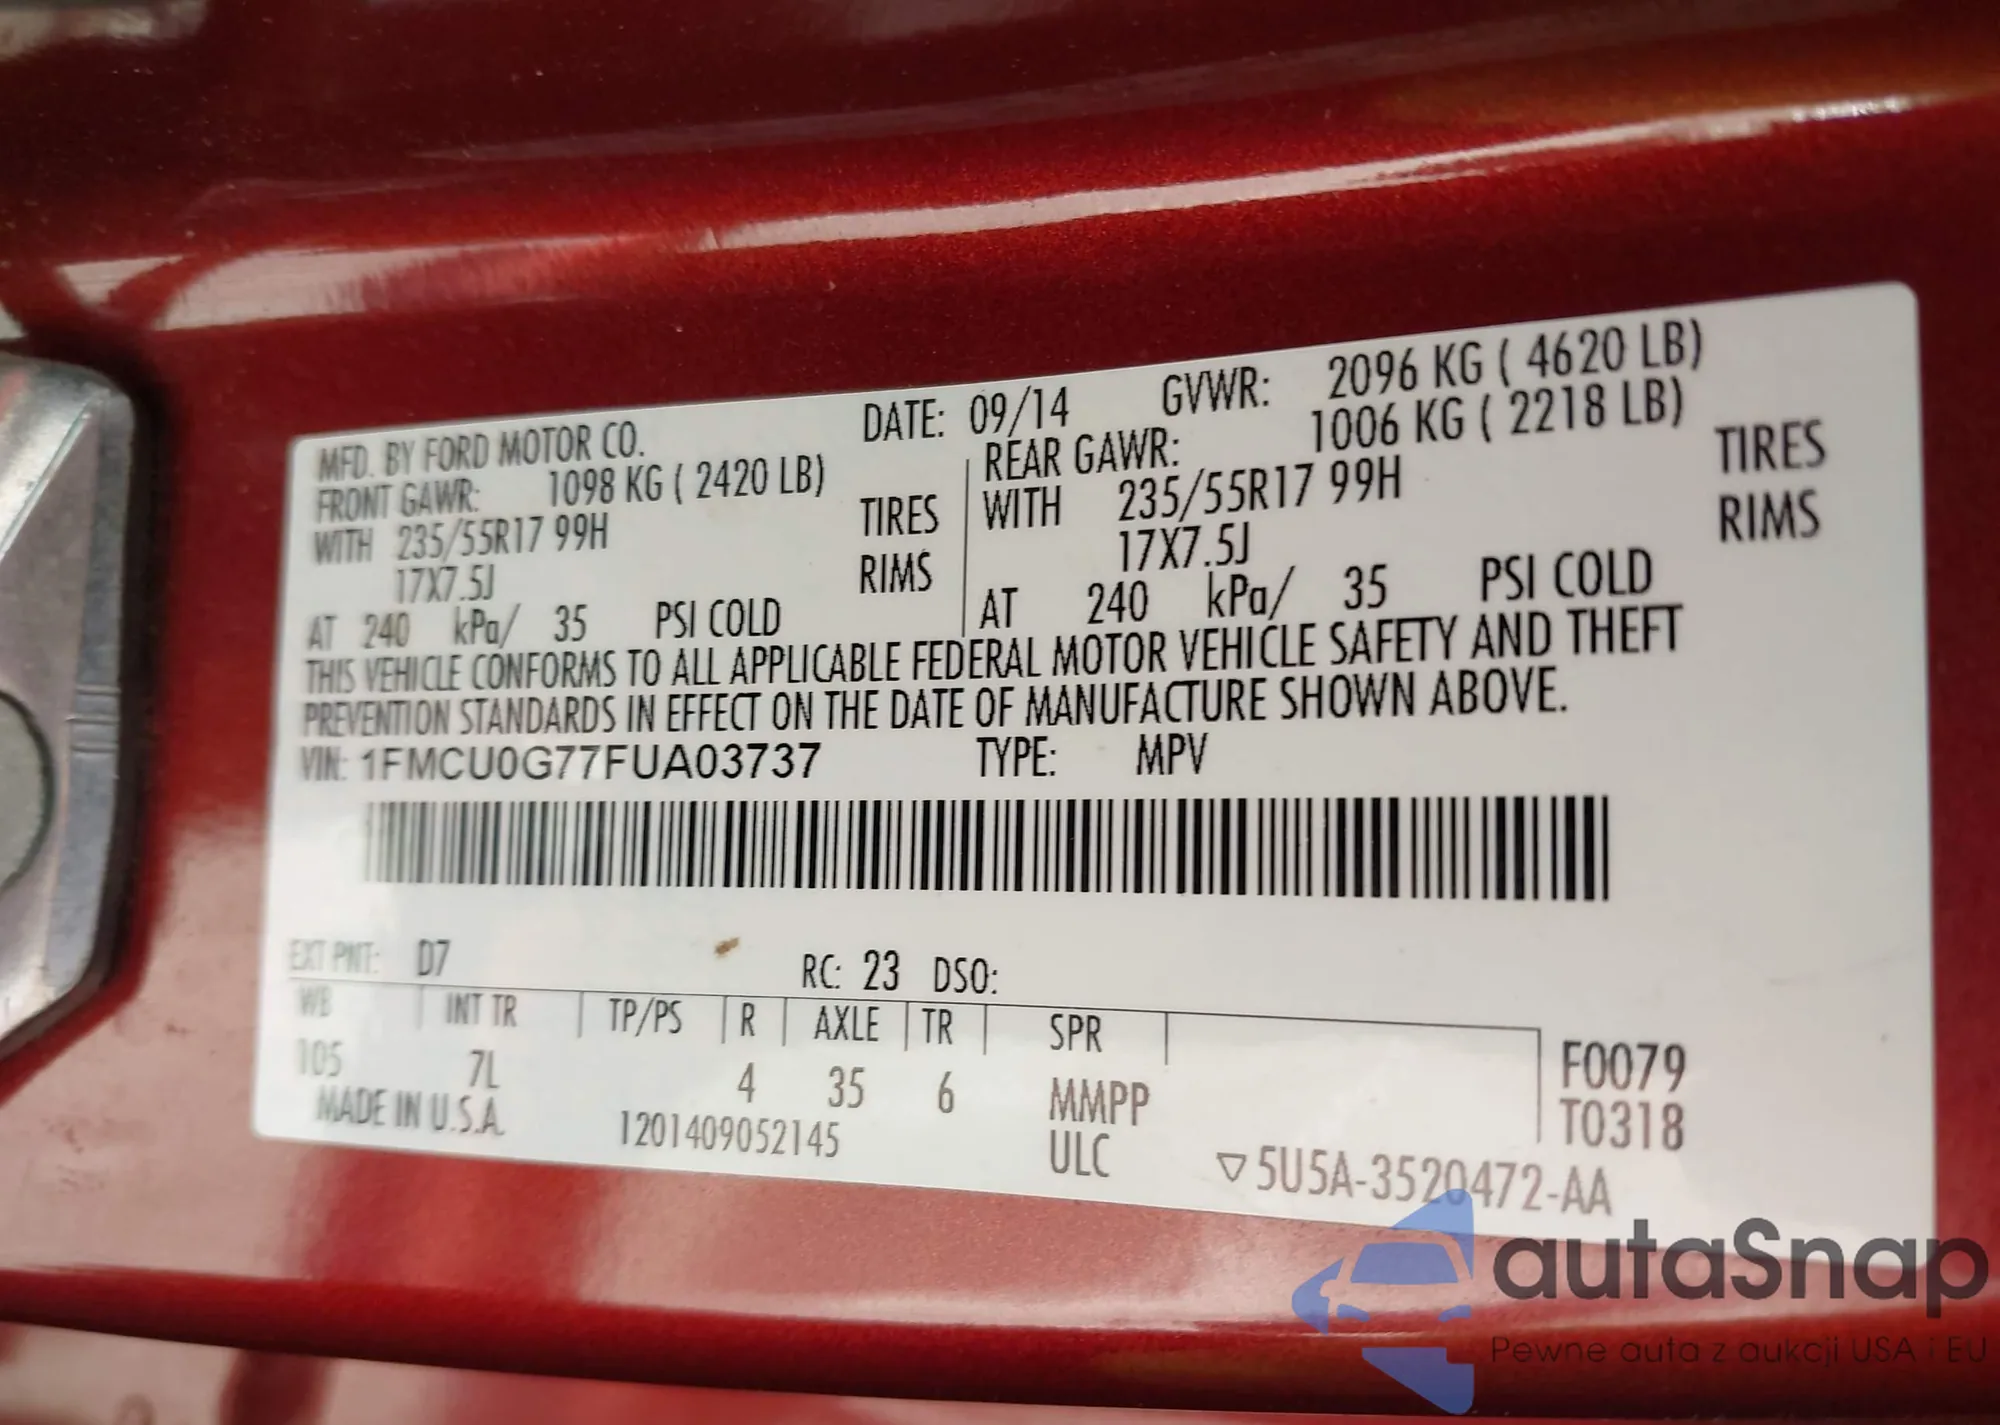 MFD. BY FORD MOTOR CO. DATE: 09/14 GVWR: 2096 KG ( 4620 LB)
FRONT GAWR: 1098 KG ( 2420 LB) REAR GAWR: 1006 KG ( 2218 LB)
WITH 235/55R17 99H TIRES WITH 235/55R17 99H TIRES
17X7.5J RIMS 17X7.5J RIMS
AT 240 kPa/ 35 PSI COLD AT 240 kPa/ 35 PSI COLD
THIS VEHICLE CONFORMS TO ALL APPLICABLE FEDERAL MOTOR VEHICLE SAFETY AND THEFT
PREVENTION STANDARDS IN EFFECT ON THE DATE OF MANUFACTURE SHOWN ABOVE.
VIN: 1FMCU0G77FUA03737 TYPE: MPV
EXT PNT: D7 RC: 23 DSO:
WB INT TR TP/PS R AXLE TR SPR
105 7L 4 35 6 MMPP F0079
ULC T0318
MADE IN U.S.A. 1201409052145 ▽5U5A-3520472-AA
autaSnap
Pewne auta z aukcji USA i EU